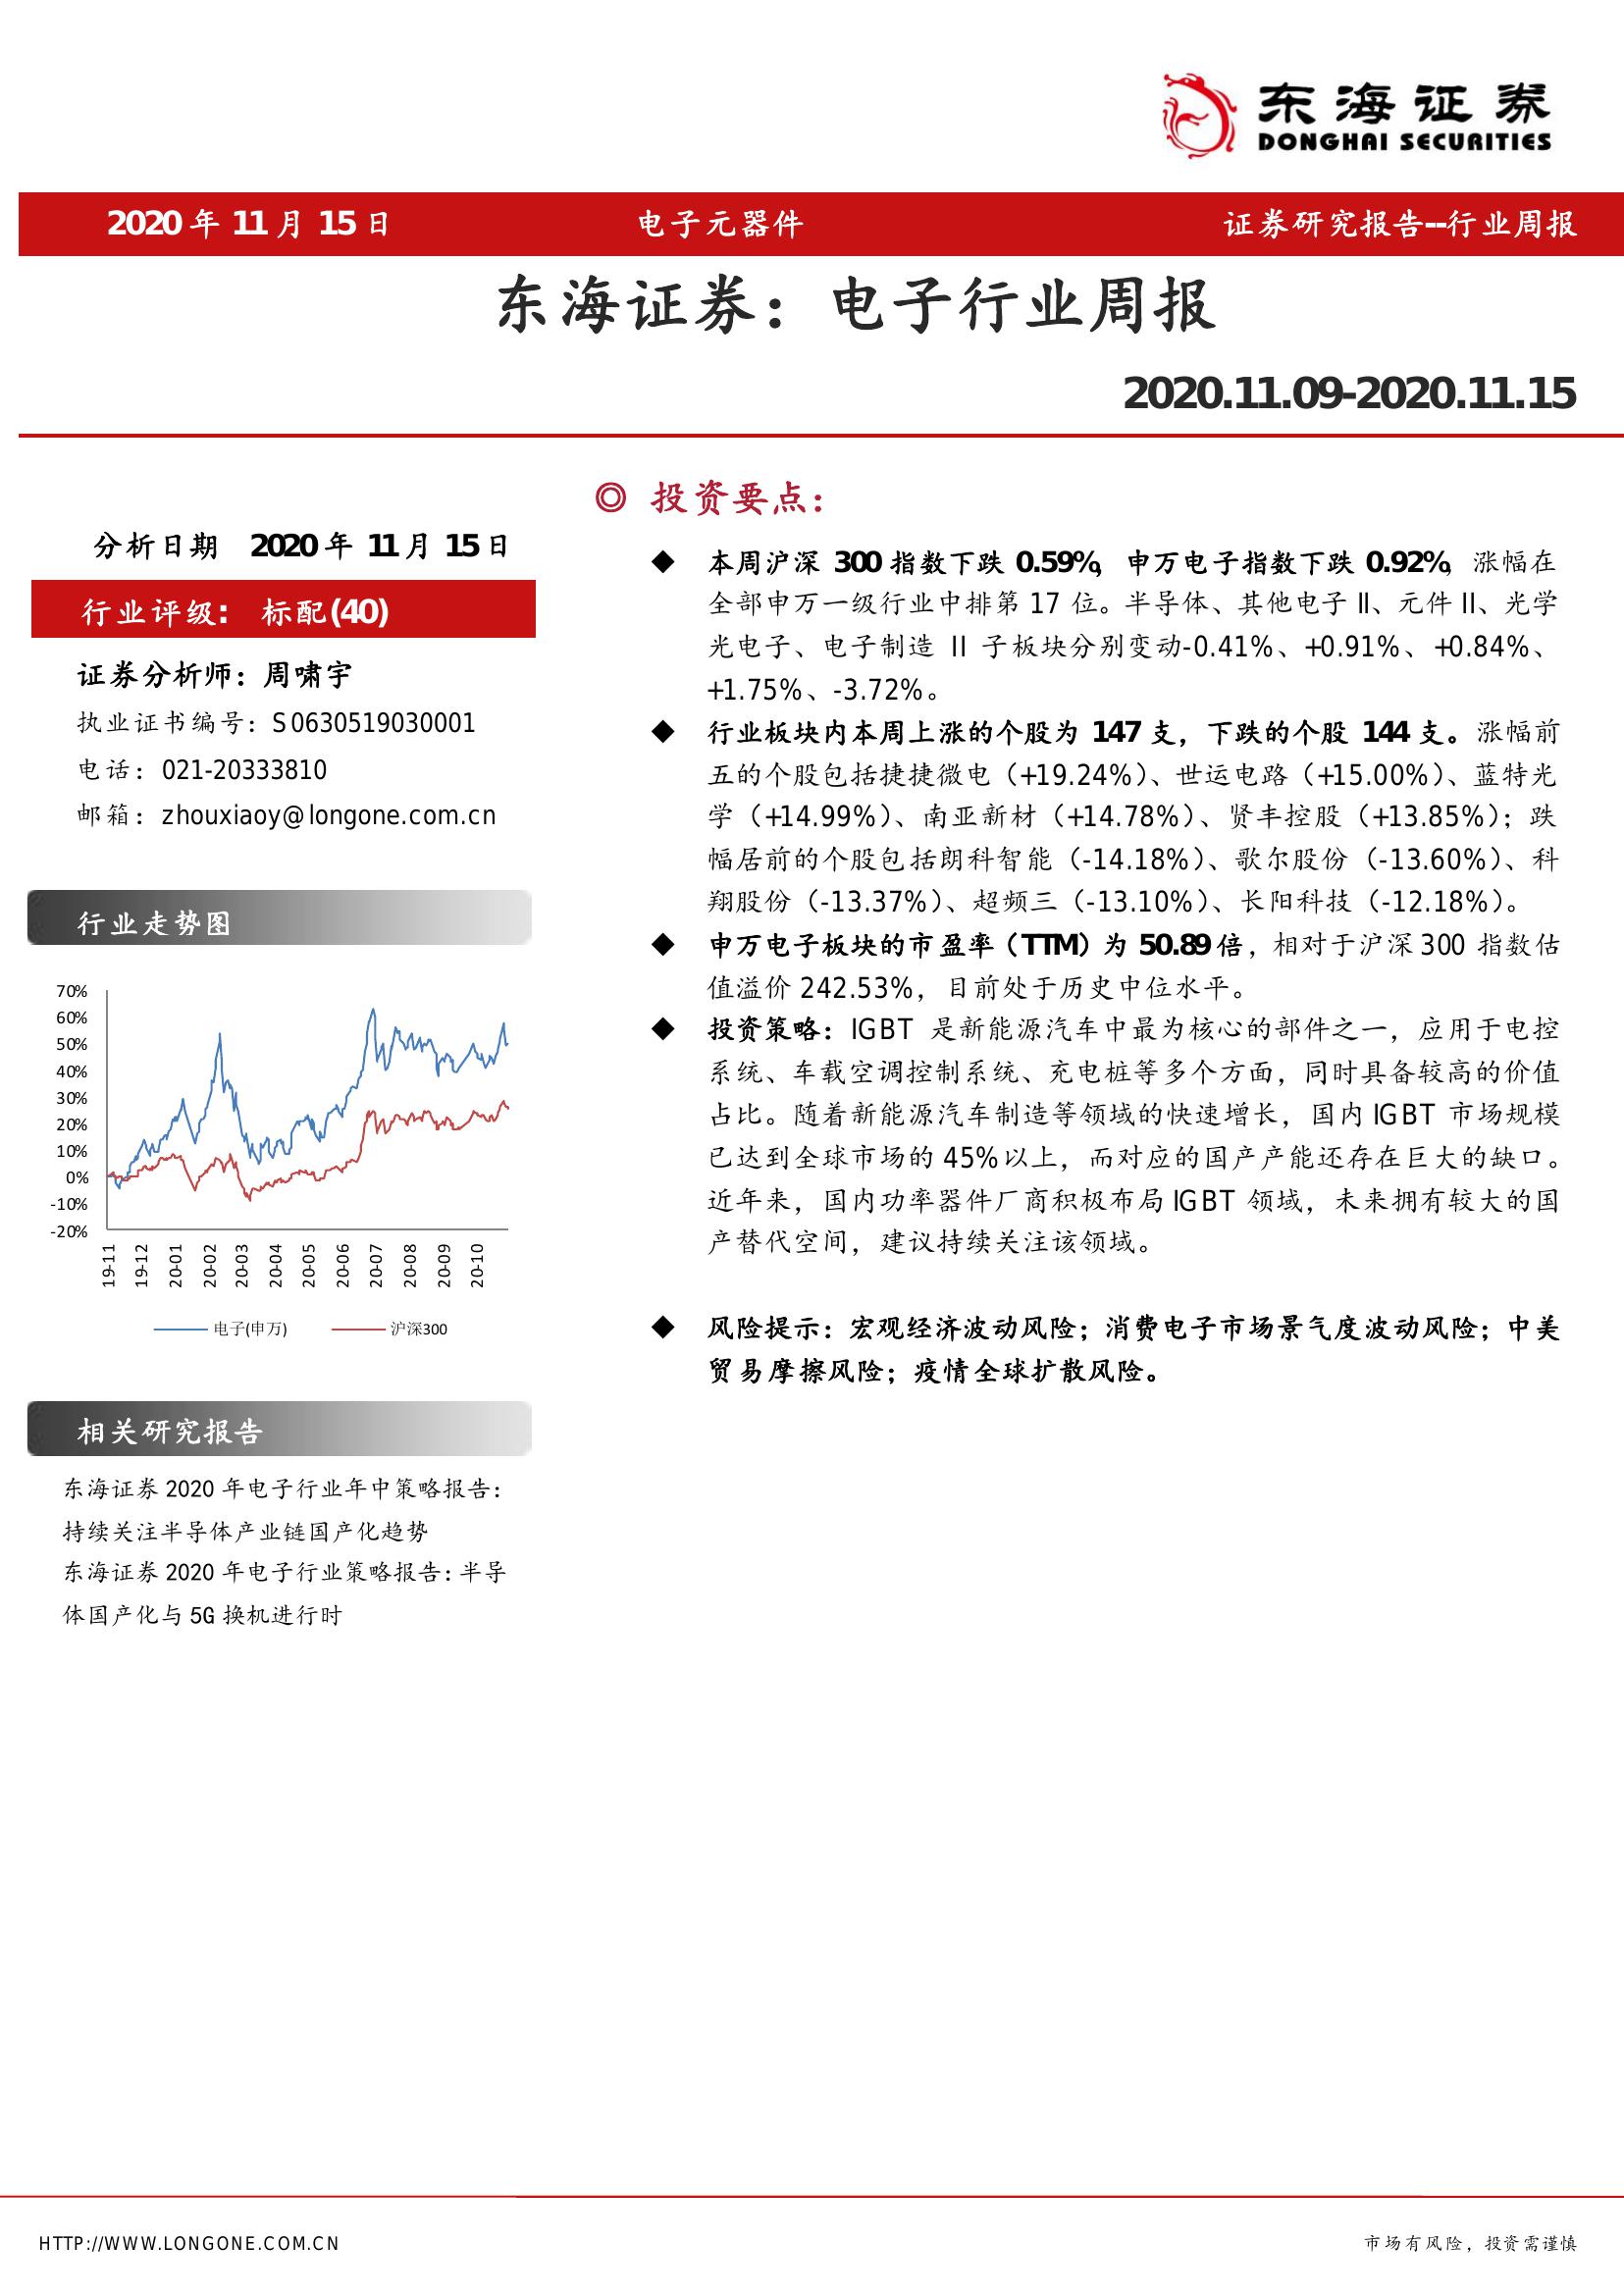 东海证券
DONGHAI SECURITIES
2020 年 11 月 15 日 电子元器件 证券研究报告--行业周报
东海证券：电子行业周报
2020.11.09-2020.11.15
分析日期 2020 年 11 月 15 日
行业评级： 标配(40)
证券分析师：周啸宇
执业证书编号：S0630519030001
电话：021-20333810
邮箱：zhouxiaoy@longone.com.cn
行业走势图
70%
60%
50%
40%
30%
20%
10%
0%
-10%
-20%
19-11 19-12 20-01 20-02 20-03 20-04 20-05 20-06 20-07 20-08 20-09 20-10
电子(申万) 沪深300
相关研究报告
东海证券 2020 年电子行业年中策略报告：
持续关注半导体产业链国产化趋势
东海证券 2020 年电子行业策略报告：半导
体国产化与 5G 换机进行时
◎ 投资要点：
◆ 本周沪深 300 指数下跌 0.59%，申万电子指数下跌 0.92%，涨幅在
全部申万一级行业中排第 17 位。半导体、其他电子 II、元件 II、光学
光电子、电子制造 II 子板块分别变动-0.41%、+0.91%、+0.84%、
+1.75%、-3.72%。
◆ 行业板块内本周上涨的个股为 147 支，下跌的个股 144 支。涨幅前
五的个股包括捷捷微电（+19.24%）、世运电路（+15.00%）、蓝特光
学（+14.99%）、南亚新材（+14.78%）、贤丰控股（+13.85%）；跌
幅居前的个股包括朗科智能（-14.18%）、歌尔股份（-13.60%）、科
翔股份（-13.37%）、超频三（-13.10%）、长阳科技（-12.18%）。
◆ 申万电子板块的市盈率（TTM）为 50.89 倍，相对于沪深 300 指数估
值溢价 242.53%，目前处于历史中位水平。
◆ 投资策略：IGBT 是新能源汽车中最为核心的部件之一，应用于电控
系统、车载空调控制系统、充电桩等多个方面，同时具备较高的价值
占比。随着新能源汽车制造等领域的快速增长，国内 IGBT 市场规模
已达到全球市场的 45%以上，而对应的国产产能还存在巨大的缺口。
近年来，国内功率器件厂商积极布局 IGBT 领域，未来拥有较大的国
产替代空间，建议持续关注该领域。
◆ 风险提示：宏观经济波动风险；消费电子市场景气度波动风险；中美
贸易摩擦风险；疫情全球扩散风险。
HTTP://WWW.LONGONE.COM.CN 市场有风险，投资需谨慎